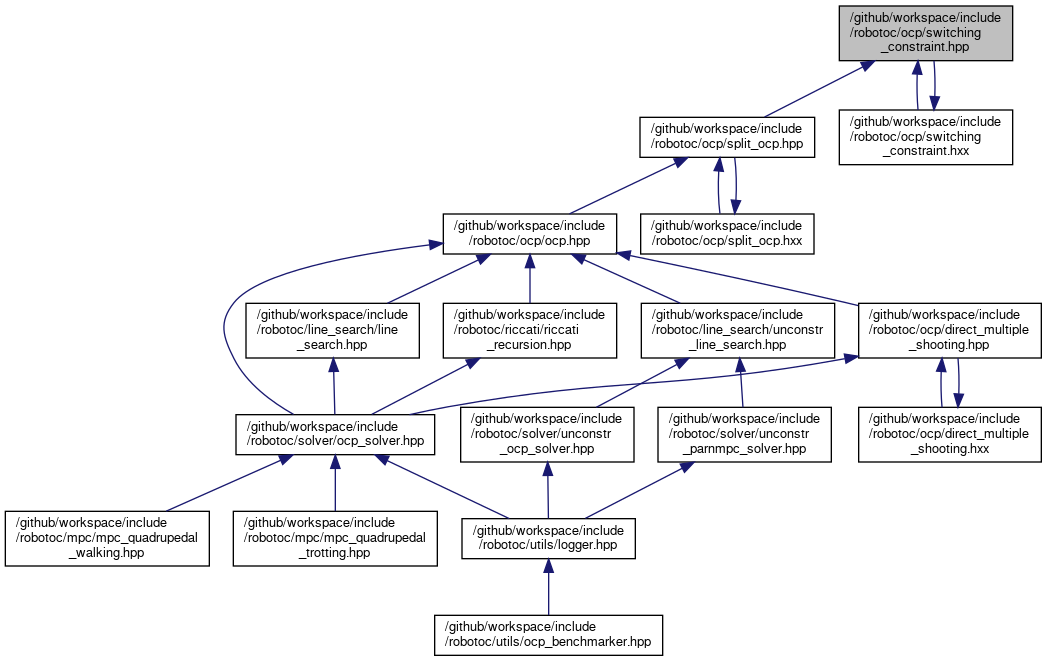 /github/workspace/include
/robotoc/ocp/switching
_constraint.hpp
/github/workspace/include
/robotoc/ocp/split_ocp.hpp
/github/workspace/include
/robotoc/ocp/switching
_constraint.hxx
/github/workspace/include
/robotoc/ocp/ocp.hpp
/github/workspace/include
/robotoc/ocp/split_ocp.hxx
/github/workspace/include
/robotoc/line_search/line
_search.hpp
/github/workspace/include
/robotoc/riccati/riccati
_recursion.hpp
/github/workspace/include
/robotoc/line_search/unconstr
_line_search.hpp
/github/workspace/include
/robotoc/ocp/direct_multiple
_shooting.hpp
/github/workspace/include
/robotoc/solver/ocp_solver.hpp
/github/workspace/include
/robotoc/solver/unconstr
_ocp_solver.hpp
/github/workspace/include
/robotoc/solver/unconstr
_parnmpc_solver.hpp
/github/workspace/include
/robotoc/ocp/direct_multiple
_shooting.hxx
/github/workspace/include
/robotoc/mpc/mpc_quadrupedal
_walking.hpp
/github/workspace/include
/robotoc/mpc/mpc_quadrupedal
_trotting.hpp
/github/workspace/include
/robotoc/utils/logger.hpp
/github/workspace/include
/robotoc/utils/ocp_benchmarker.hpp